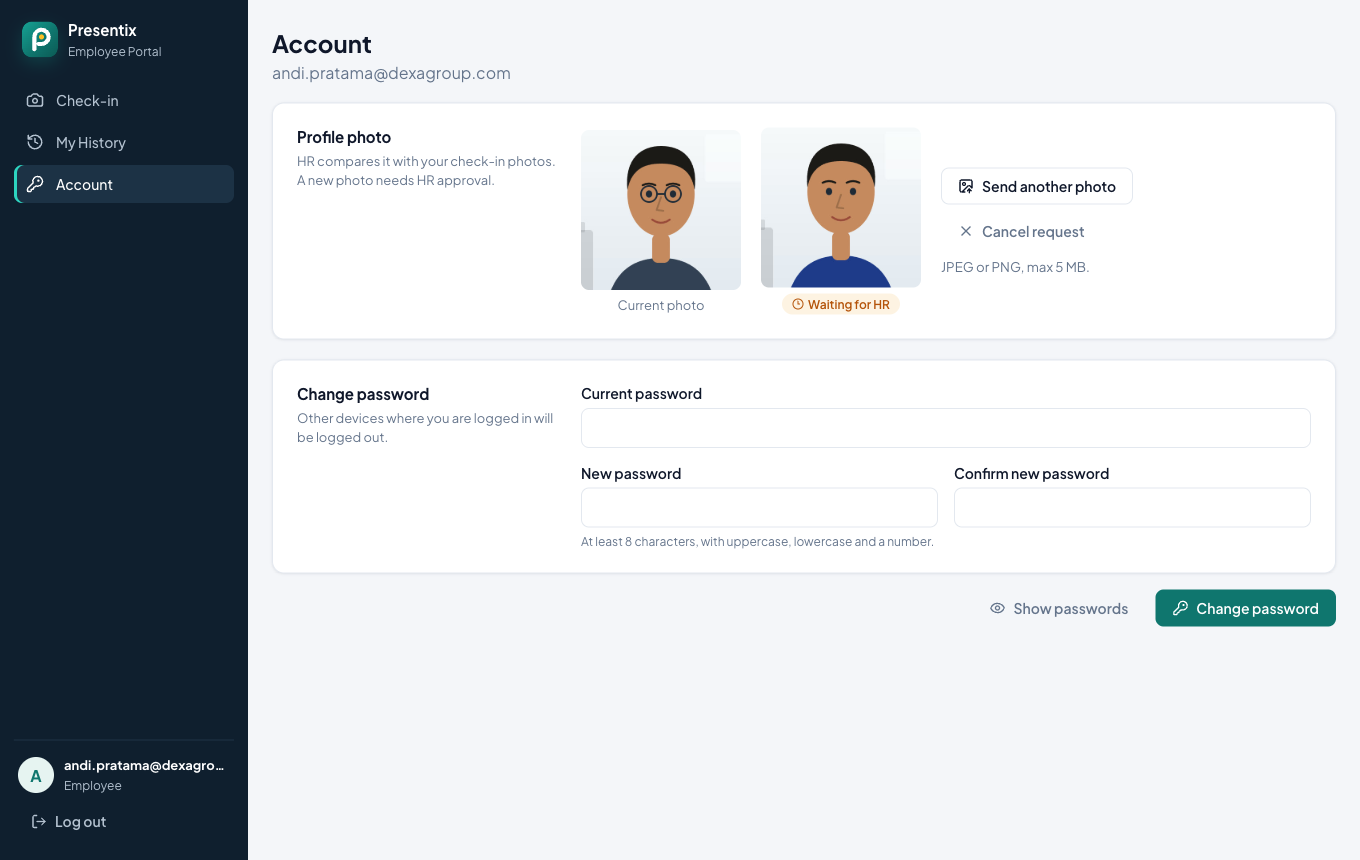 Presentix
Employee Portal
Check-in
My History
Account
andi.pratama@dexagro...
Employee
Log out
Account
andi.pratama@dexagroup.com
Profile photo
HR compares it with your check-in photos.
A new photo needs HR approval.
Current photo
Waiting for HR
Send another photo
Cancel request
JPEG or PNG, max 5 MB.
Change password
Other devices where you are logged in will
be logged out.
Current password
New password
Confirm new password
At least 8 characters, with uppercase, lowercase and a number.
Show passwords
Change password